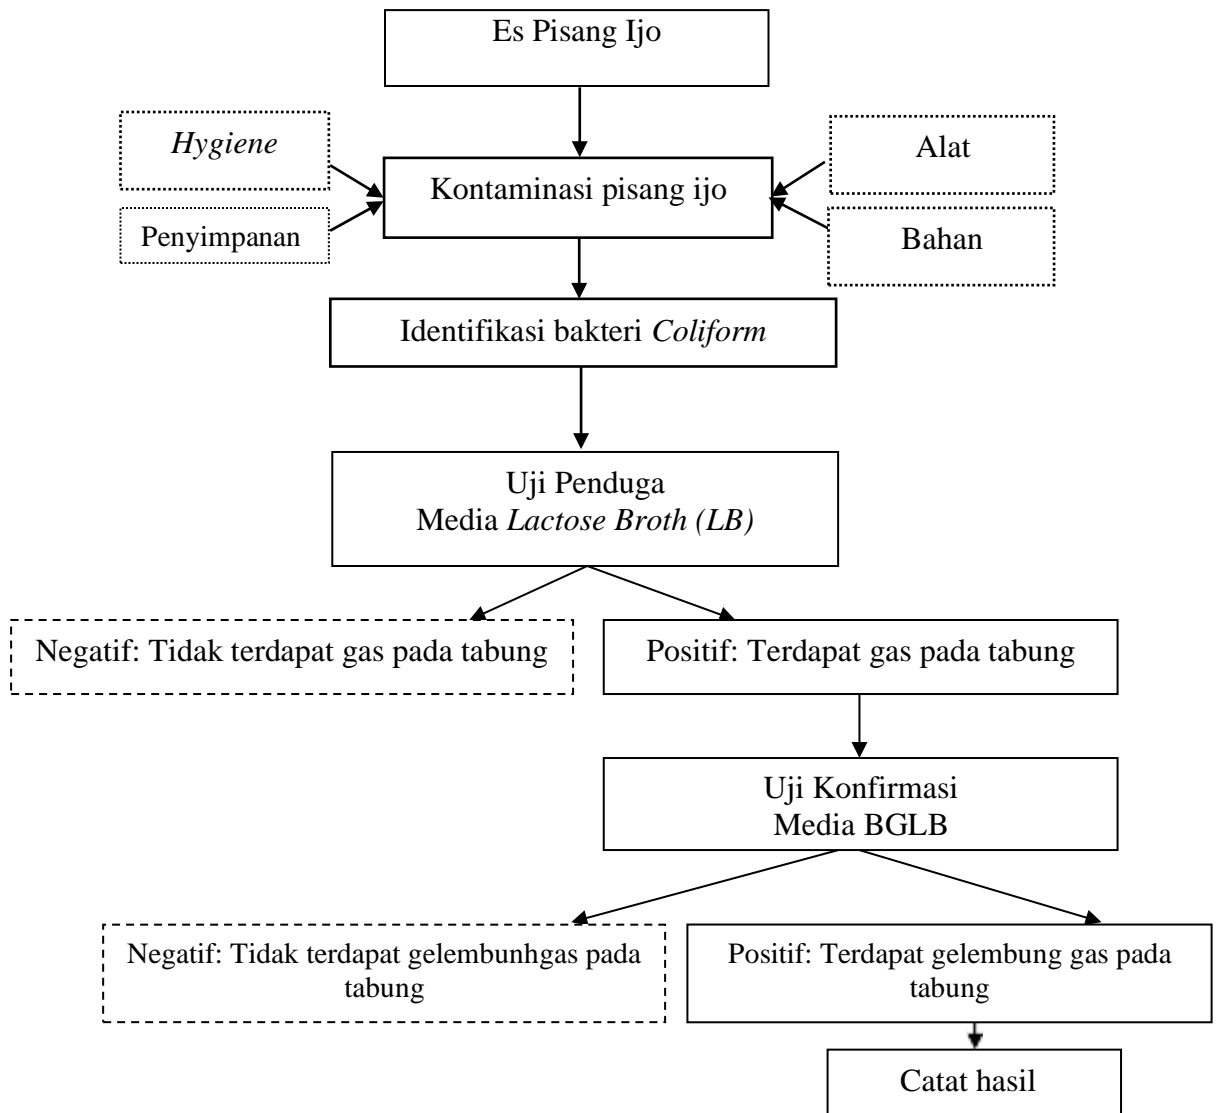 Es Pisang Ijo
Hygiene
Alat
Kontaminasi pisang ijo
Penyimpanan
Bahan
Identifikasi bakteri Coliform
Uji Penduga
Media Lactose Broth (LB)
Negatif: Tidak terdapat gas pada tabung
Positif: Terdapat gas pada tabung
Uji Konfirmasi
Media BGLB
Negatif: Tidak terdapat gelembunhgas pada
tabung
Positif: Terdapat gelembung gas pada
tabung
Catat hasil